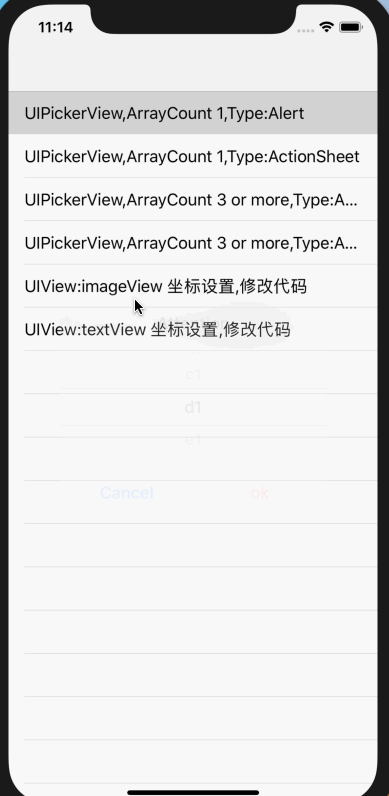 11:14
UIPickerView,ArrayCount 1,Type:Alert
UIPickerView,ArrayCount 1,Type:ActionSheet
UIPickerView,ArrayCount 3 or more,Type:A...
UIPickerView,ArrayCount 3 or more,Type:A...
UIView:imageView 坐标设置,修改代码
UIView:textView 坐标设置,修改代码
c1
d1
e1
Cancel ok